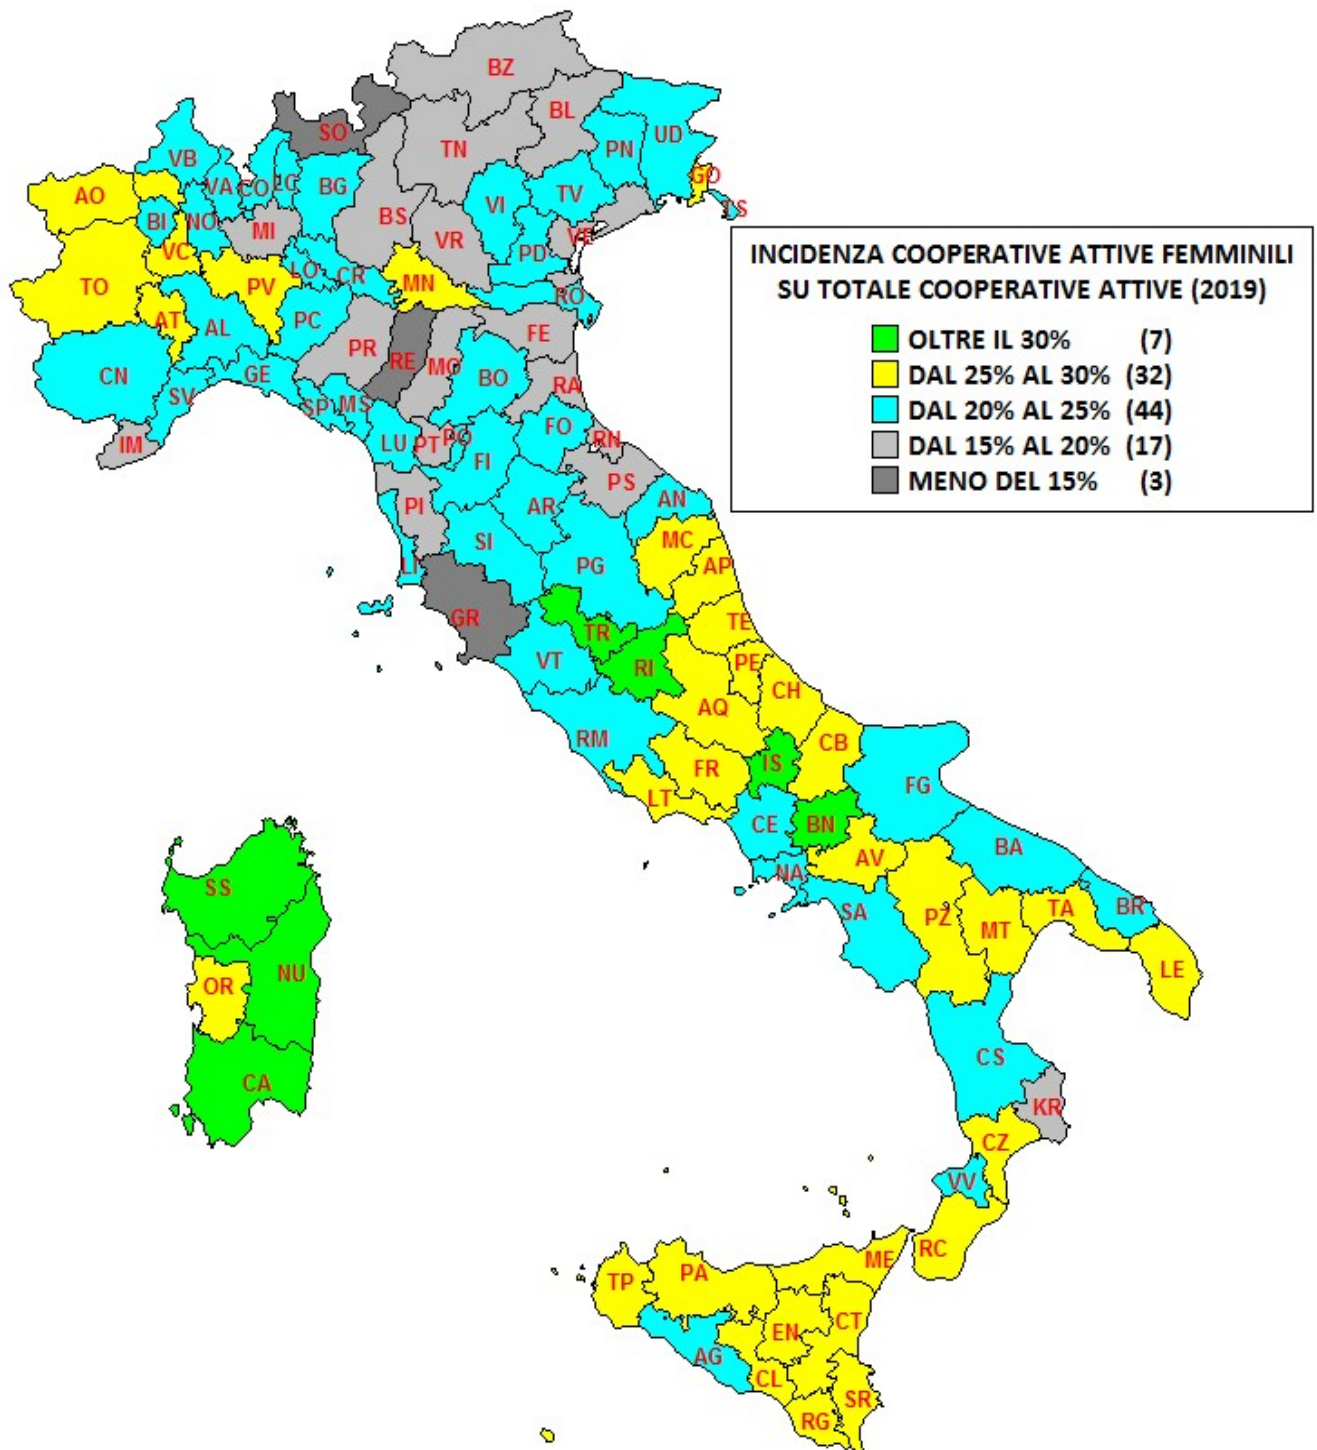 BZ
BL
UD
SO
PN
TN
VB
GO
AO
VA
CO
LC
BG
TV
BI
NO
VI
TS
BS
MI
VR
VE
VC
PD
INCIDENZA COOPERATIVE ATTIVE FEMMINILI
SU TOTALE COOPERATIVE ATTIVE (2019)
OLTRE IL 30% (7)
DAL 25% AL 30% (32)
DAL 20% AL 25% (44)
DAL 15% AL 20% (17)
MENO DEL 15% (3)
TO
PV
LO
CR
MN
RO
AT
AL
PC
FE
PR
RE
MO
CN
GE
BO
RA
SV
SP
MS
FO
IM
LU
PT
PO
RN
FI
PS
PI
AR
AN
SI
MC
LI
PG
AP
GR
TR
TE
VT
RI
PE
CH
AQ
RM
CB
FR
IS
LT
FG
CE
BN
BA
AV
NA
SS
SA
PZ
MT
TA
BR
NU
OR
LE
CS
CA
KR
CZ
VV
RC
ME
TP
PA
EN
CT
AG
CL
SR
RG